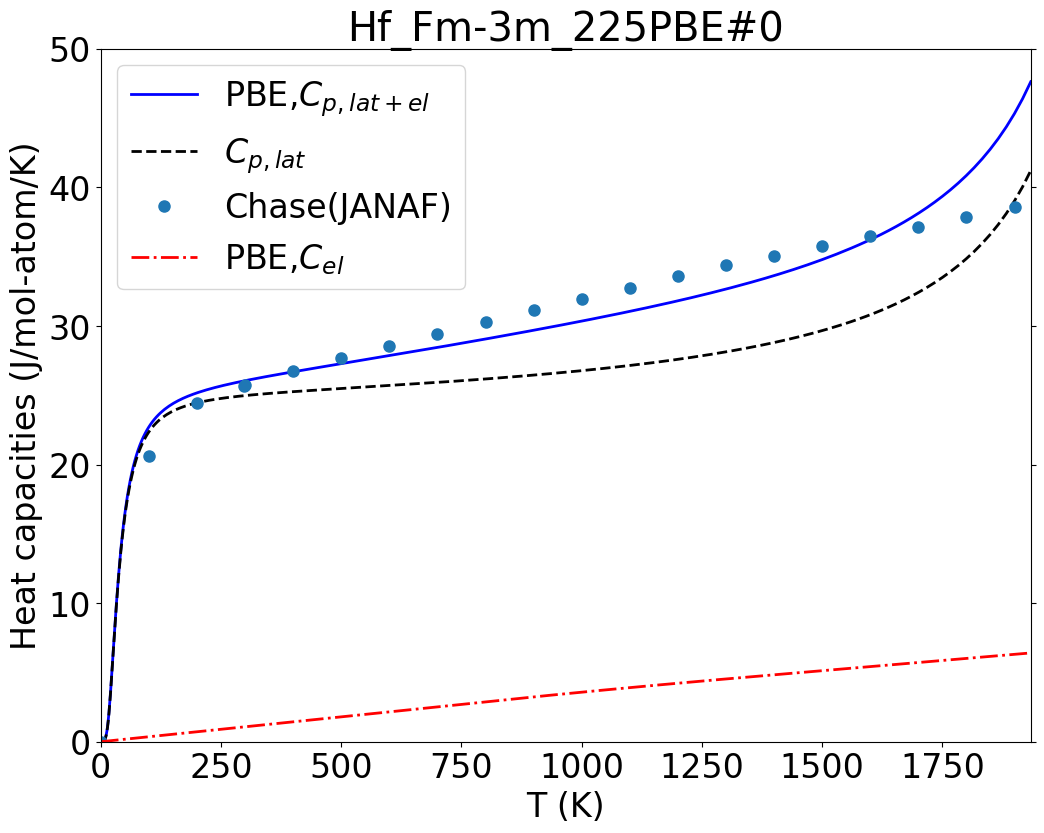 Hf_Fm-3m_225PBE#0
Heat capacities (J/mol-atom/K)
50
40
30
20
10
0
PBE,C_{p,lat+el}
C_{p,lat}
Chase(JANAF)
PBE,C_{el}
0 250 500 750 1000 1250 1500 1750
T (K)